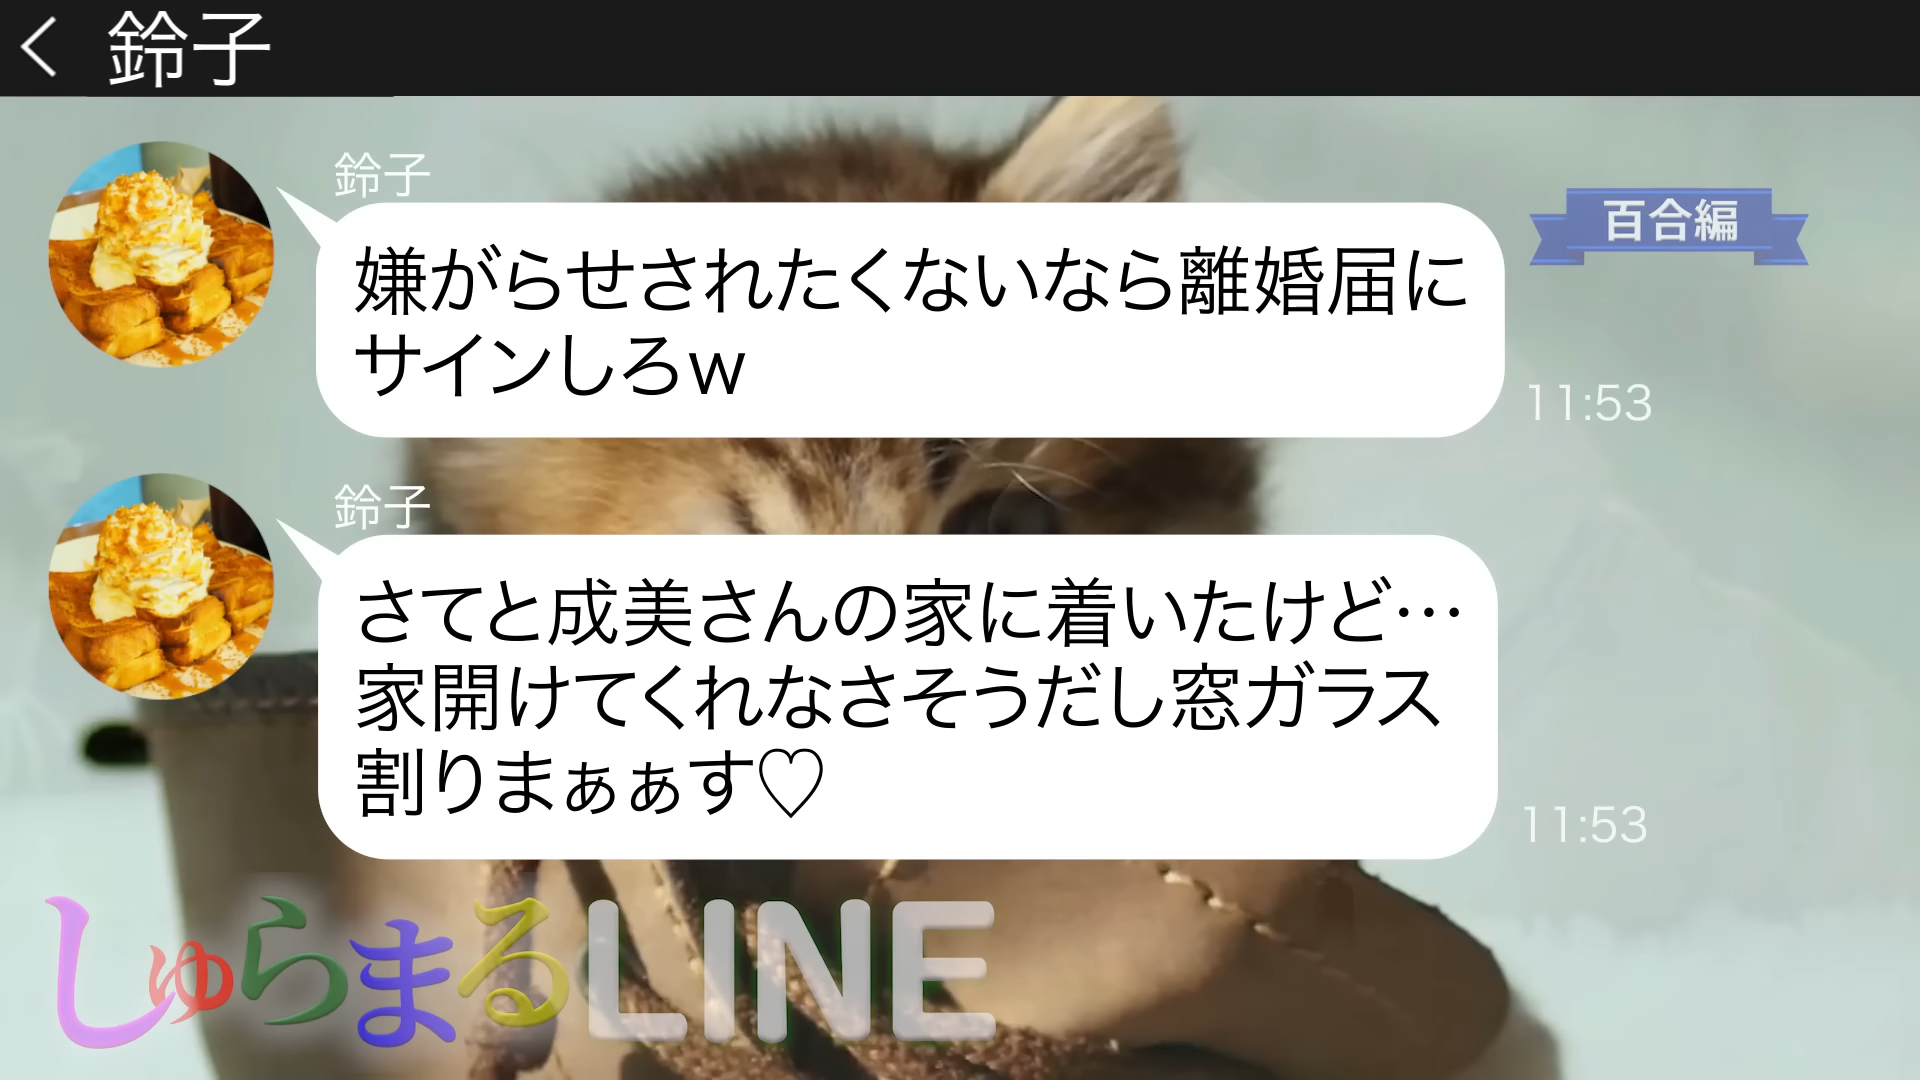 鈴子
鈴子
百合編
嫌がらせされたくないなら離婚届に
サインしろw
11:53
鈴子
さてと成美さんの家に着いたけど…
家開けてくれなさそうだし窓ガラス
割りまぁぁす♡
11:53
しゅらまるLINE